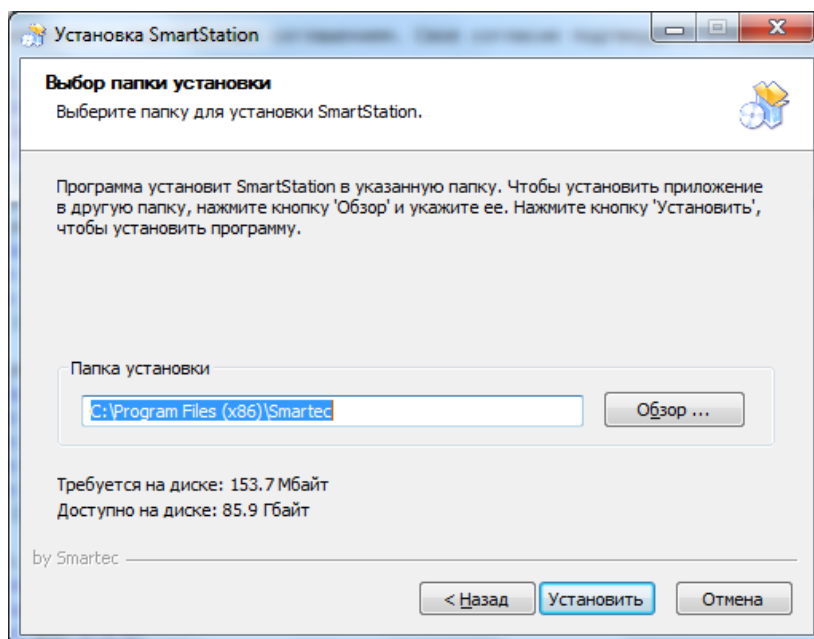 Установка SmartStation
Выбор папки установки
Выберите папку для установки SmartStation.
Программа установит SmartStation в указанную папку. Чтобы установить приложение
в другую папку, нажмите кнопку 'Обзор' и укажите ее. Нажмите кнопку 'Установить',
чтобы установить программу.
Папка установки
C:\Program Files (x86)\Smartec
Обзор ...
Требуется на диске: 153.7 Мбайт
Доступно на диске: 85.9 Гбайт
by Smartec
< Назад Установить Отмена